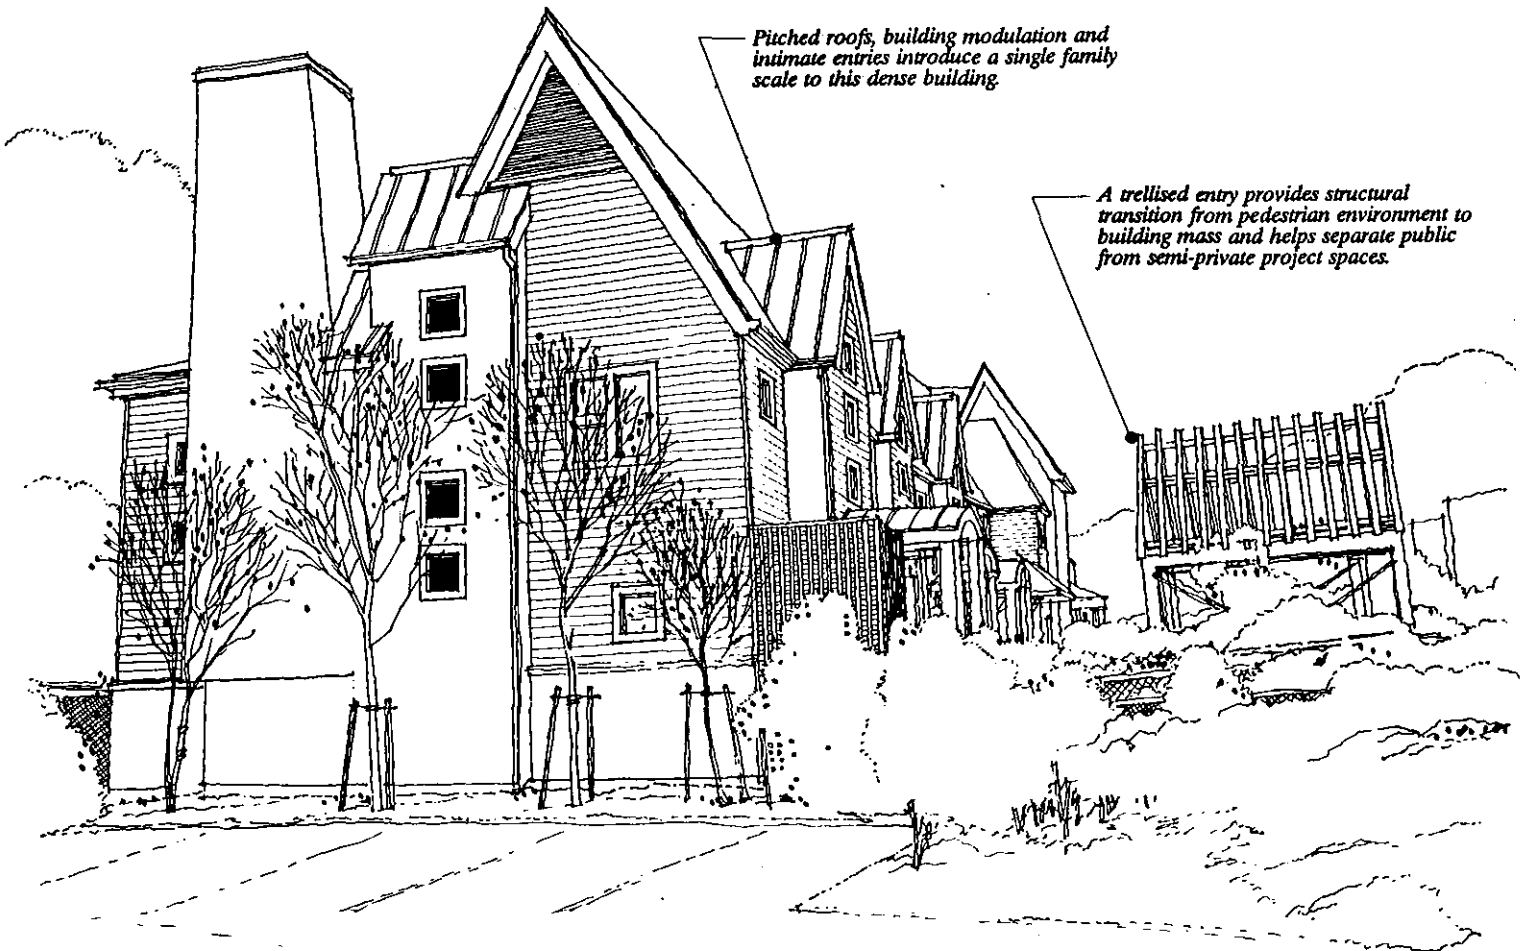 Pitched roofs, building modulation and
intimate entries introduce a single family
scale to this dense building.
A trellised entry provides structural
transition from pedestrian environment to
building mass and helps separate public
from semi-private project spaces.